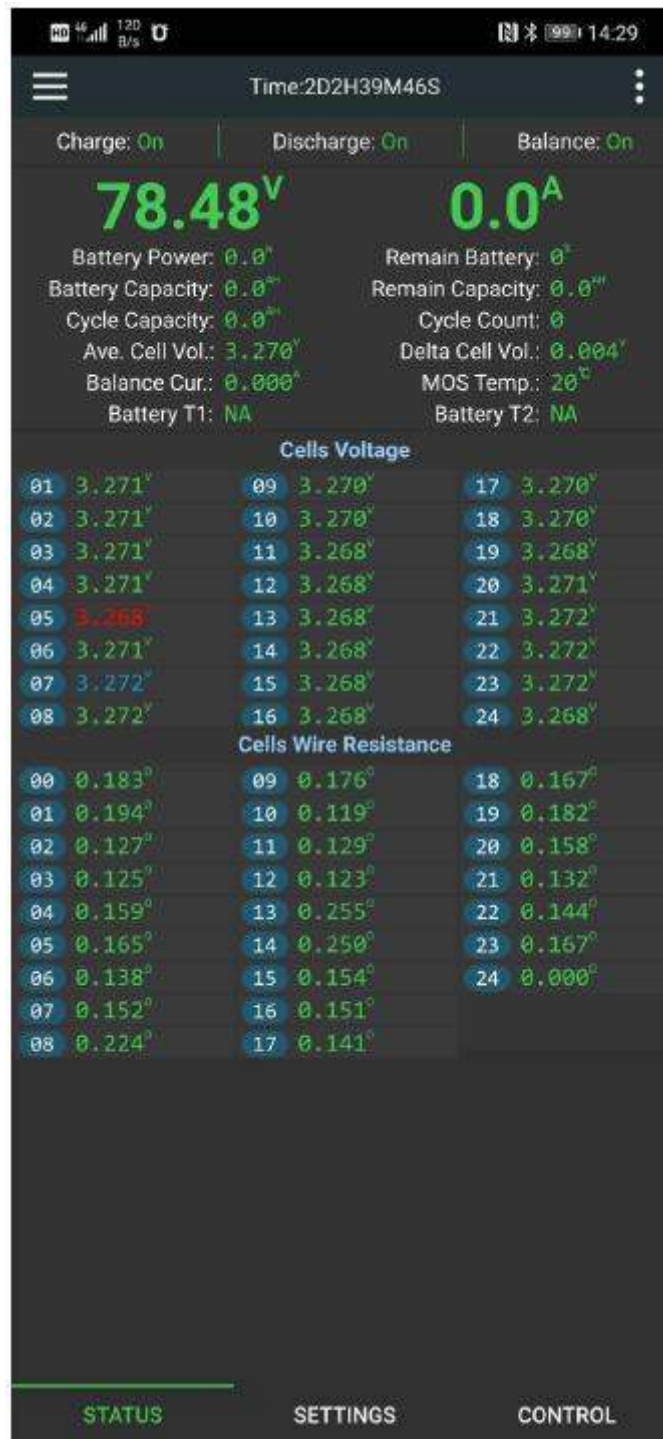 HD 46 120 B/s 99 14:29
Time:2D2H39M46S
Charge: On Discharge: On Balance: On
78.48V 0.0A
Battery Power: 0.0W Remain Battery: 0%
Battery Capacity: 0.0AH Remain Capacity: 0.0AH
Cycle Capacity: 0.0AH Cycle Count: 0
Ave. Cell Vol.: 3.270V Delta Cell Vol.: 0.004V
Balance Cur.: 0.000A MOS Temp.: 20℃
Battery T1: NA Battery T2: NA
Cells Voltage
01 3.271V 09 3.270V 17 3.270V
02 3.271V 10 3.270V 18 3.270V
03 3.271V 11 3.268V 19 3.268V
04 3.271V 12 3.268V 20 3.271V
05 3.268 13 3.268V 21 3.272V
06 3.271V 14 3.268V 22 3.272V
07 3.272V 15 3.268V 23 3.272V
08 3.272V 16 3.268V 24 3.268V
Cells Wire Resistance
00 0.183Ω 09 0.176Ω 18 0.167Ω
01 0.194Ω 10 0.119Ω 19 0.182Ω
02 0.127Ω 11 0.129Ω 20 0.158Ω
03 0.125Ω 12 0.123Ω 21 0.132Ω
04 0.159Ω 13 0.255Ω 22 0.144Ω
05 0.165Ω 14 0.250Ω 23 0.167Ω
06 0.138Ω 15 0.154Ω 24 0.000Ω
07 0.152Ω 16 0.151Ω
08 0.224Ω 17 0.141Ω
STATUS SETTINGS CONTROL